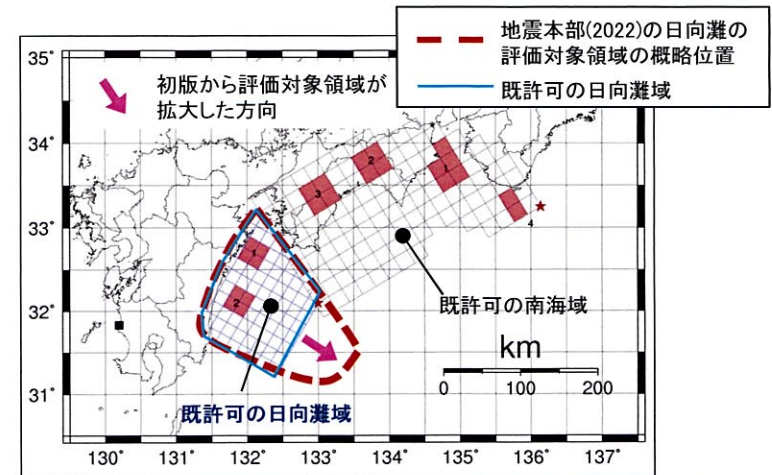 地震本部(2022)の日向灘の
評価対象領域の概略位置
既許可の日向灘域
初版から評価対象領域が
拡大した方向
35°
34°
33°
32°
31°
2
3
4
1
4
1
2
既許可の南海域
km
0 100 200
既許可の日向灘域
130° 131° 132° 133° 134° 135° 136° 137°